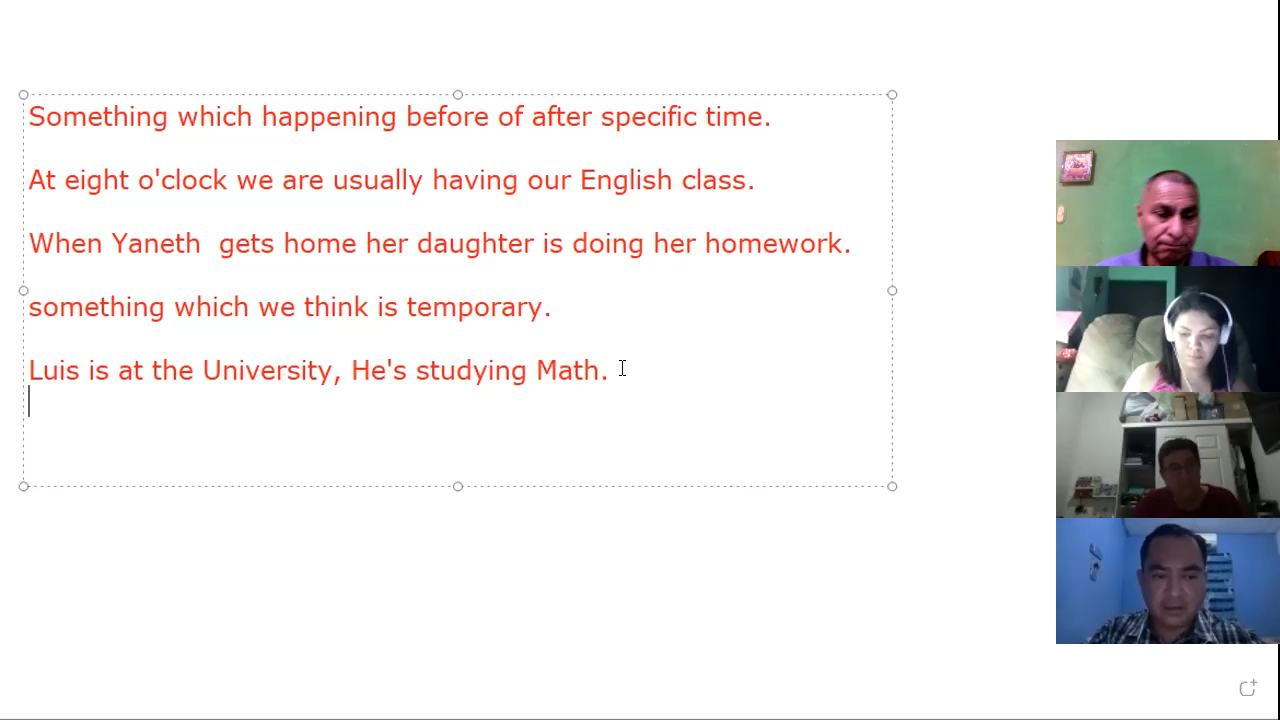 Something which happening before of after specific time.
At eight o'clock we are usually having our English class.
When Yaneth  gets home her daughter is doing her homework.
something which we think is temporary.
Luis is at the University, He's studying Math.